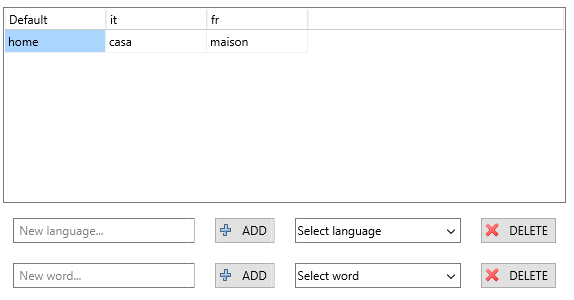 Default it fr
home casa maison
New language... ADD Select language DELETE
New word... ADD Select word DELETE